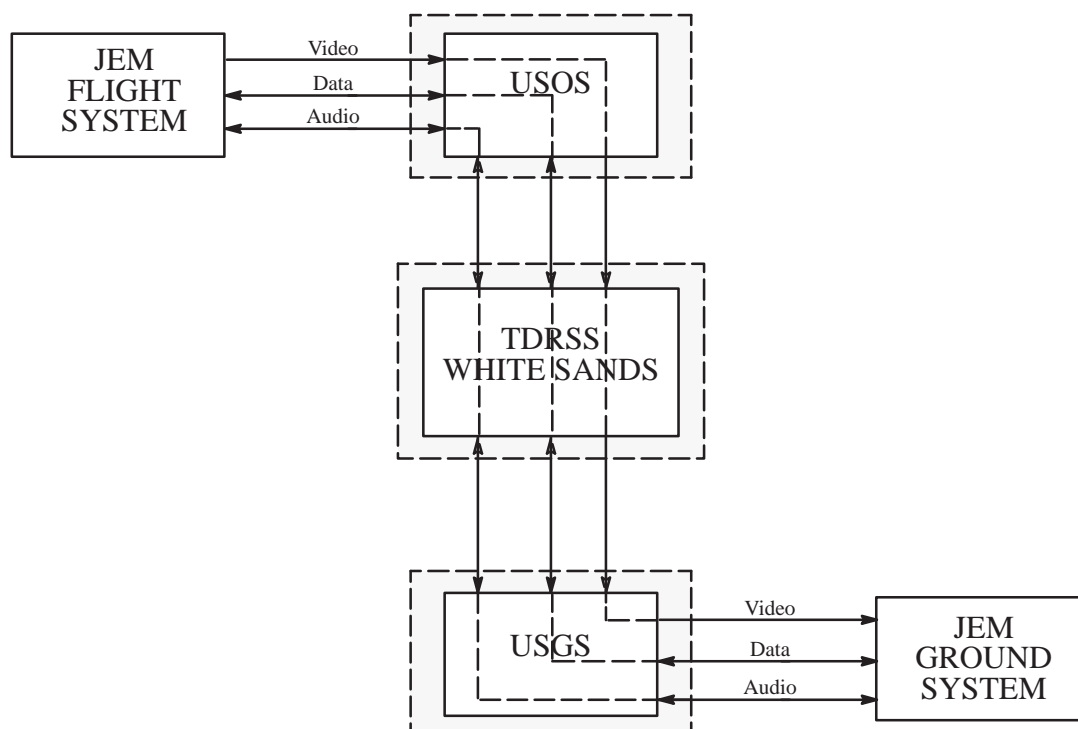 JEM
FLIGHT
SYSTEM
Video
Data
Audio
USOS
TDRSS
WHITE SANDS
USGS
Video
Data
Audio
JEM
GROUND
SYSTEM